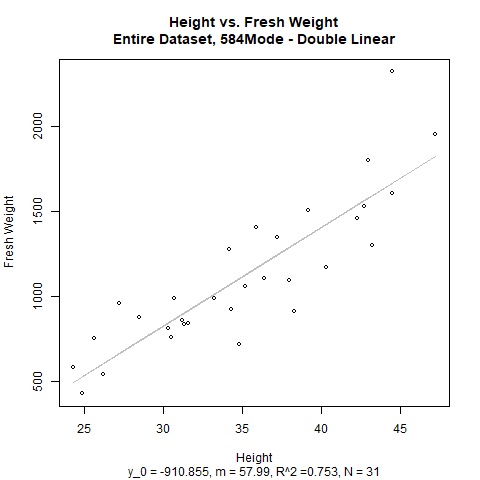 Height vs. Fresh Weight
Entire Dataset, 584Mode - Double Linear
Fresh Weight
2000
1500
1000
500
25 30 35 40 45
Height
y_0 = -910.855, m = 57.99, R^2 =0.753, N = 31